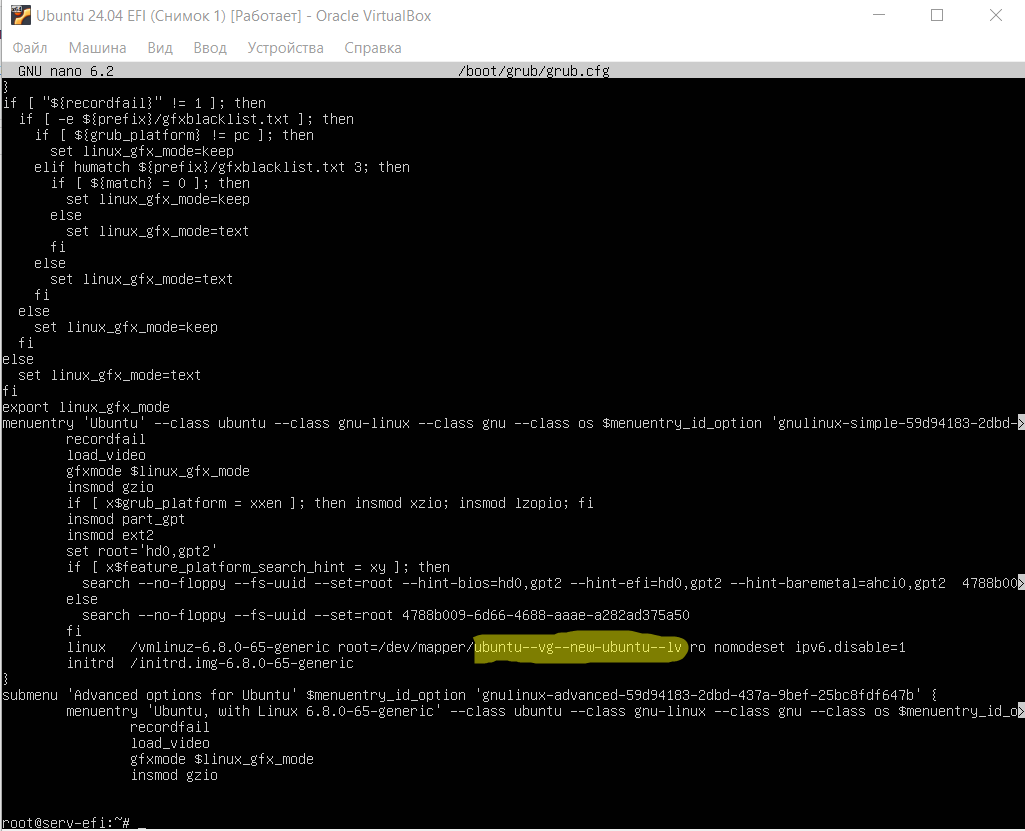 Ubuntu 24.04 EFI (Снимок 1) [Работает] - Oracle VirtualBox
Файл Машина Вид Ввод Устройства Справка
GNU nano 6.2 /boot/grub/grub.cfg
}
if [ "${recordfail}" != 1 ]; then
  if [ -e ${prefix}/gfxblacklist.txt ]; then
    if [ ${grub_platform} != pc ]; then
      set linux_gfx_mode=keep
    elif hwmatch ${prefix}/gfxblacklist.txt 3; then
      if [ ${match} = 0 ]; then
        set linux_gfx_mode=keep
      else
        set linux_gfx_mode=text
      fi
    else
      set linux_gfx_mode=text
    fi
  else
    set linux_gfx_mode=keep
  fi
else
  set linux_gfx_mode=text
fi
export linux_gfx_mode
menuentry 'Ubuntu' --class ubuntu --class gnu-linux --class gnu --class os $menuentry_id_option 'gnulinux-simple-59d94183-2dbd->
        recordfail
        load_video
        gfxmode $linux_gfx_mode
        insmod gzio
        if [ x$grub_platform = xxen ]; then insmod xzio; insmod lzopio; fi
        insmod part_gpt
        insmod ext2
        set root='hd0,gpt2'
        if [ x$feature_platform_search_hint = xy ]; then
          search --no-floppy --fs-uuid --set=root --hint-bios=hd0,gpt2 --hint-efi=hd0,gpt2 --hint-baremetal=ahci0,gpt2  4788b00>
        else
          search --no-floppy --fs-uuid --set=root 4788b009-6d66-4688-aaae-a282ad375a50
        fi
        linux   /vmlinuz-6.8.0-65-generic root=/dev/mapper/ubuntu--vg--new-ubuntu--lv ro nomodeset ipv6.disable=1
        initrd  /initrd.img-6.8.0-65-generic
}
submenu 'Advanced options for Ubuntu' $menuentry_id_option 'gnulinux-advanced-59d94183-2dbd-437a-9bef-25bc8fdf647b' {
        menuentry 'Ubuntu, with Linux 6.8.0-65-generic' --class ubuntu --class gnu-linux --class gnu --class os $menuentry_id_o>
                recordfail
                load_video
                gfxmode $linux_gfx_mode
                insmod gzio
root@serv-efi:~# _